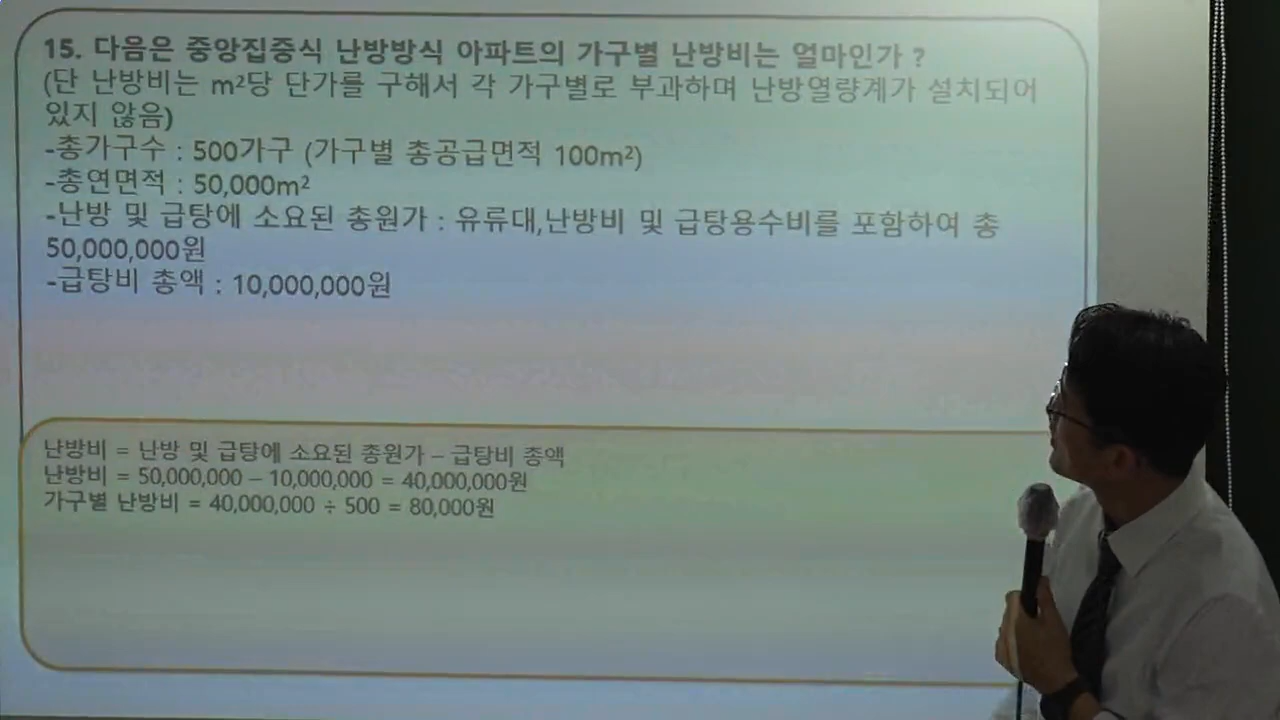 15. 다음은 중앙집중식 난방방식 아파트의 가구별 난방비는 얼마인가 ?
(단 난방비는 m²당 단가를 구해서 각 가구별로 부과하며 난방열량계가 설치되어
있지 않음)
-총가구수 : 500가구 (가구별 총공급면적 100m²)
-총연면적 : 50,000m²
-난방 및 급탕에 소요된 총원가 : 유류대,난방비 및 급탕용수비를 포함하여 총
50,000,000원
-급탕비 총액 : 10,000,000원
난방비 = 난방 및 급탕에 소요된 총원가 – 급탕비 총액
난방비 = 50,000,000 – 10,000,000 = 40,000,000원
가구별 난방비 = 40,000,000 ÷ 500 = 80,000원